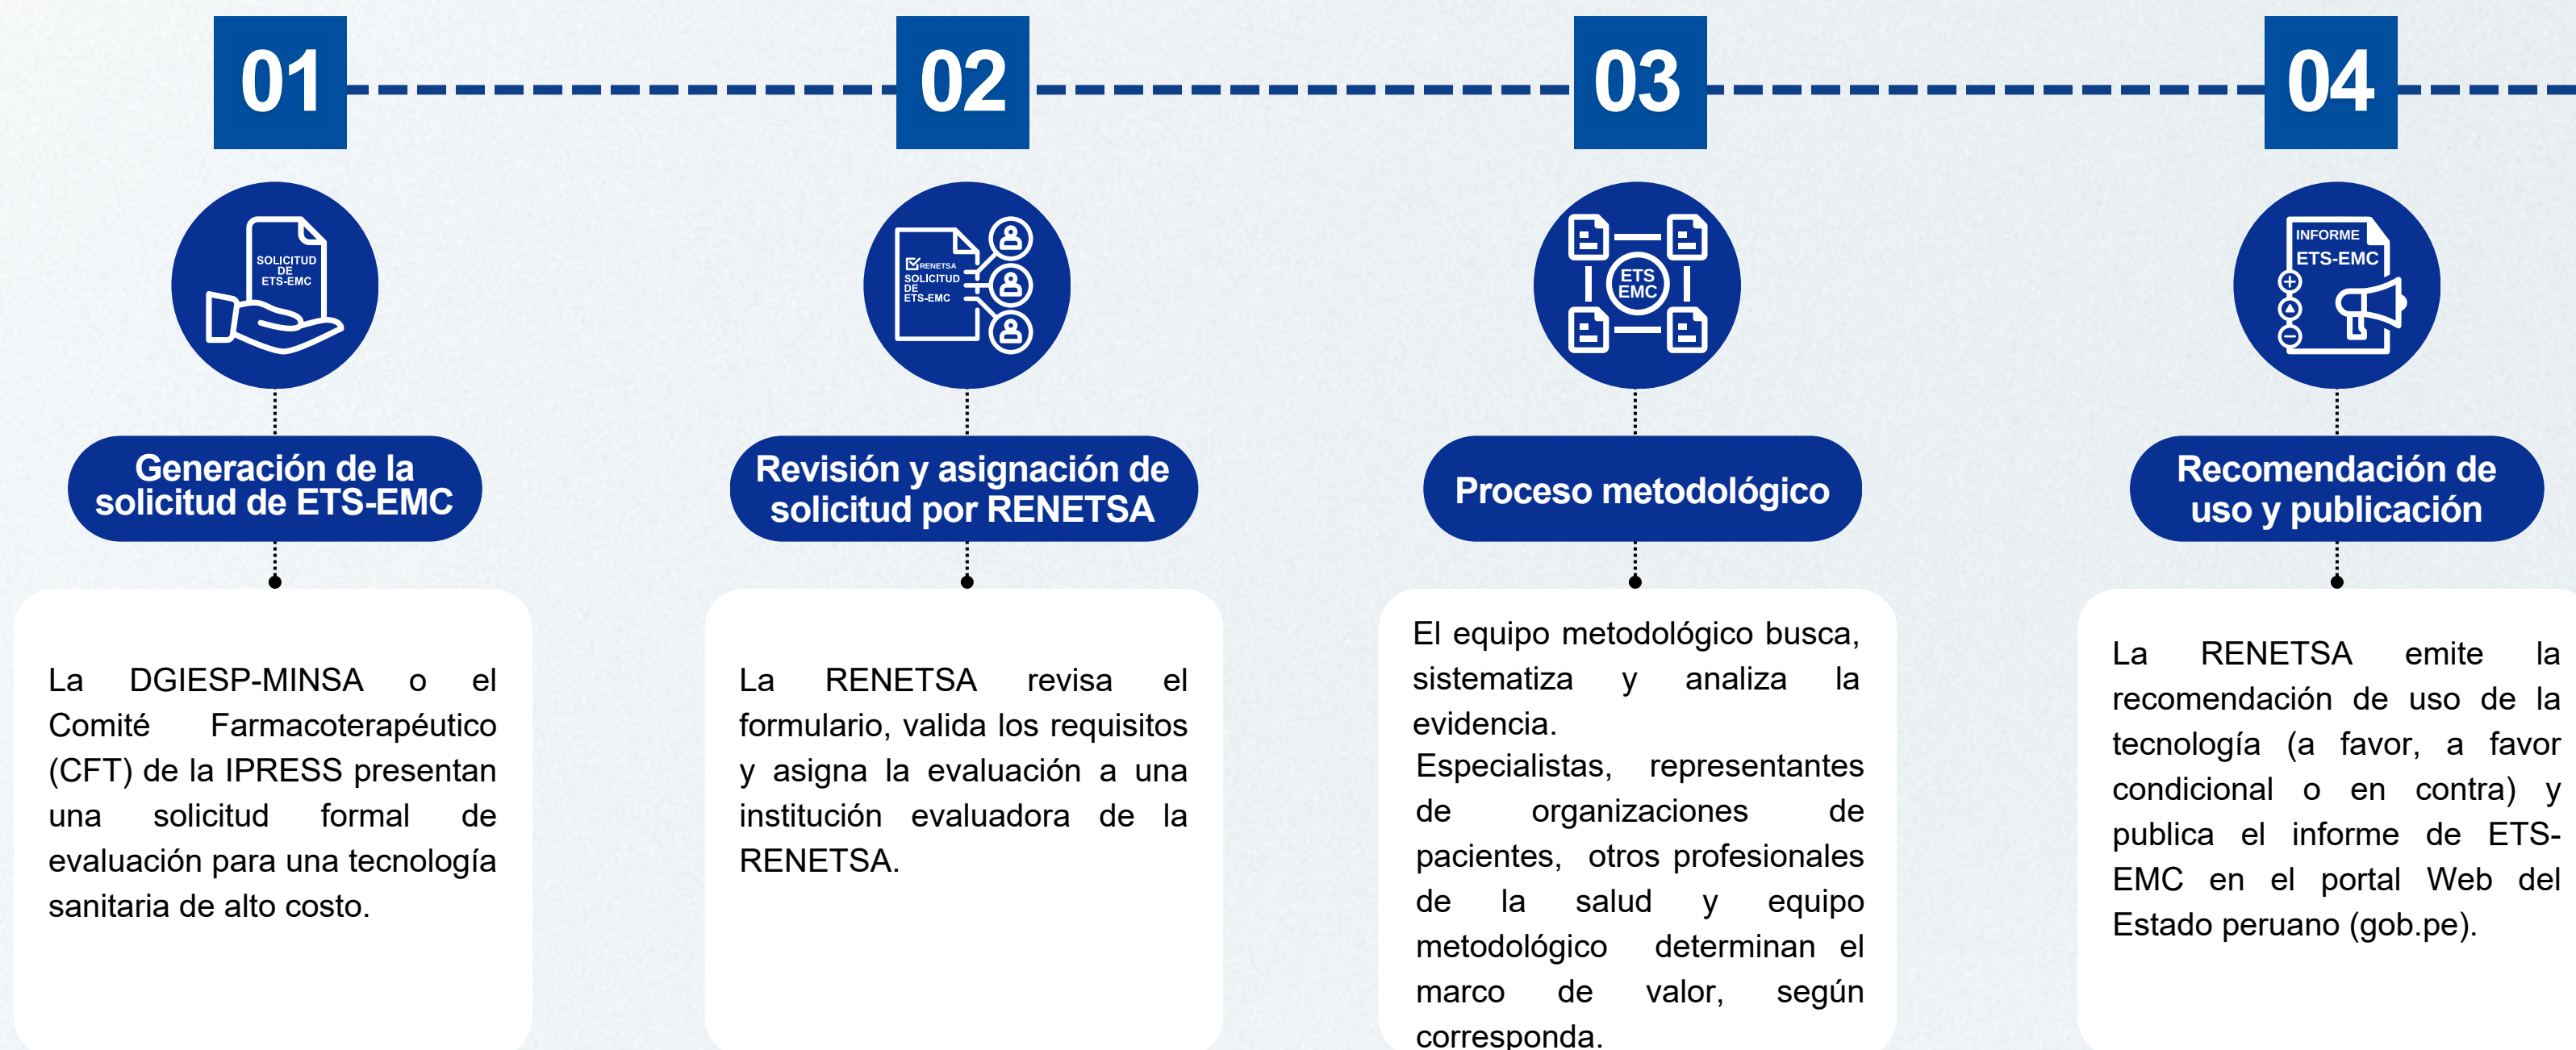 01
SOLICITUD
DE
ETS-EMC
Generación de la
solicitud de ETS-EMC
La DGIESP-MINSA o el
Comité Farmacoterapéutico
(CFT) de la IPRESS presentan
una solicitud formal de
evaluación para una tecnología
sanitaria de alto costo.
02
RENETSA
SOLICITUD
DE
ETS-EMC
Revisión y asignación de
solicitud por RENETSA
La RENETSA revisa el
formulario, valida los requisitos
y asigna la evaluación a una
institución evaluadora de la
RENETSA.
03
ETS
EMC
Proceso metodológico
El equipo metodológico busca,
sistematiza y analiza la
evidencia.
Especialistas, representantes
de organizaciones de
pacientes, otros profesionales
de la salud y equipo
metodológico determinan el
marco de valor, según
corresponda.
04
INFORME
ETS-EMC
Recomendación de
uso y publicación
La RENETSA emite la
recomendación de uso de la
tecnología (a favor, a favor
condicional o en contra) y
publica el informe de ETS-
EMC en el portal Web del
Estado peruano (gob.pe).